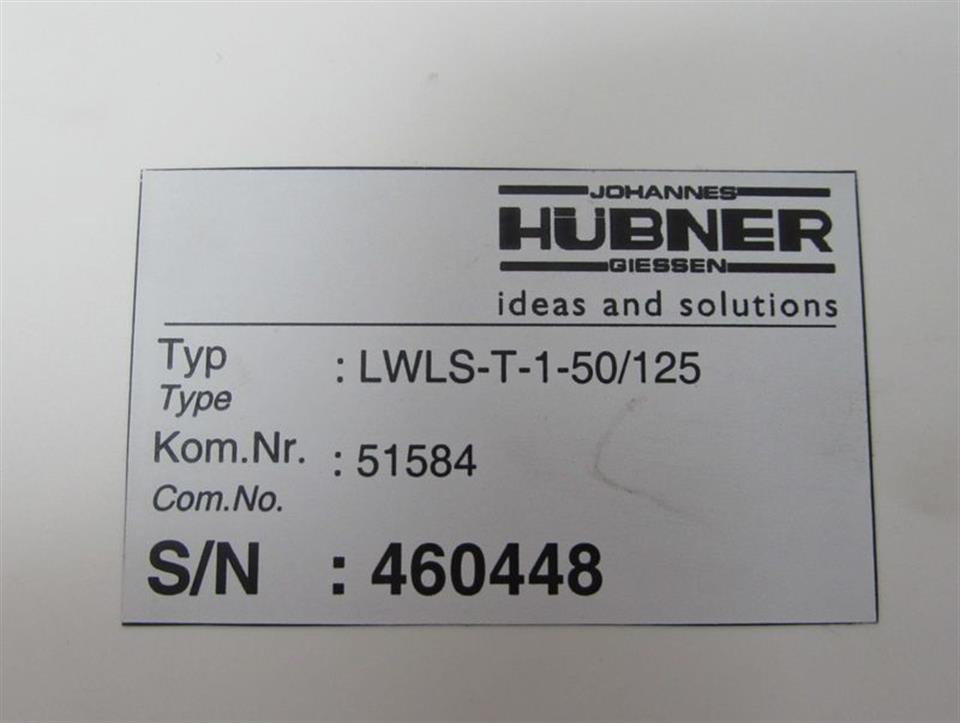 JOHANNES
HÜBNER
GIESSEN
ideas and solutions
Typ : LWLS-T-1-50/125
Type
Kom.Nr. : 51584
Com.No.
S/N : 460448